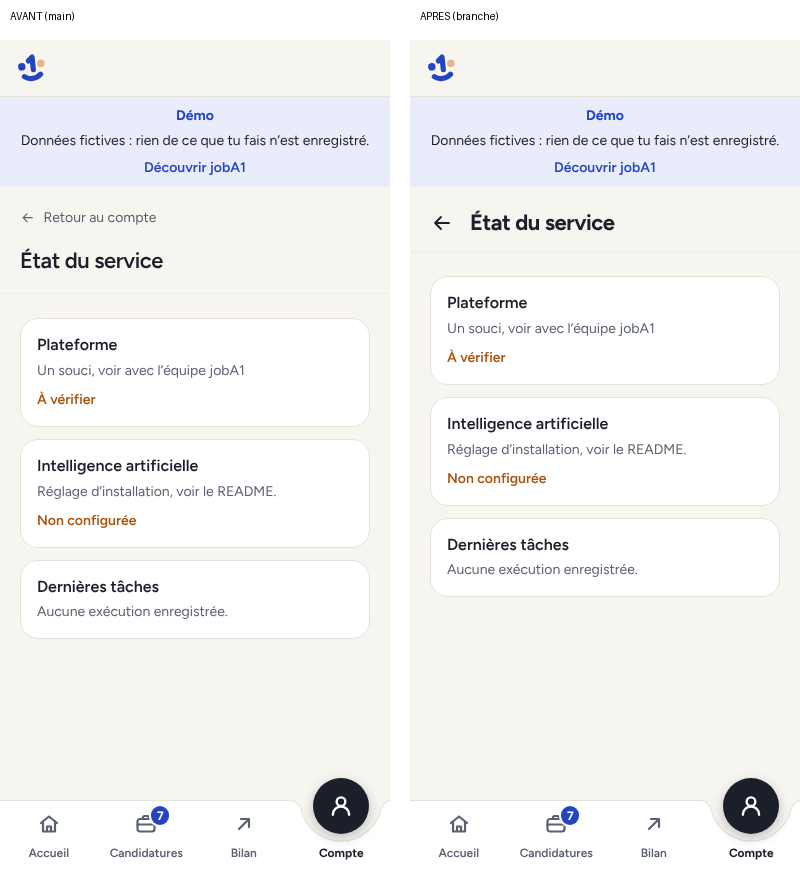 AVANT (main)
Démo
Données fictives : rien de ce que tu fais n’est enregistré.
Découvrir jobA1
← Retour au compte
État du service
Plateforme
Un souci, voir avec l’équipe jobA1
À vérifier
Intelligence artificielle
Réglage d’installation, voir le README.
Non configurée
Dernières tâches
Aucune exécution enregistrée.
7
Accueil Candidatures Bilan Compte
APRES (branche)
Démo
Données fictives : rien de ce que tu fais n’est enregistré.
Découvrir jobA1
← État du service
Plateforme
Un souci, voir avec l’équipe jobA1
À vérifier
Intelligence artificielle
Réglage d’installation, voir le README.
Non configurée
Dernières tâches
Aucune exécution enregistrée.
7
Accueil Candidatures Bilan Compte